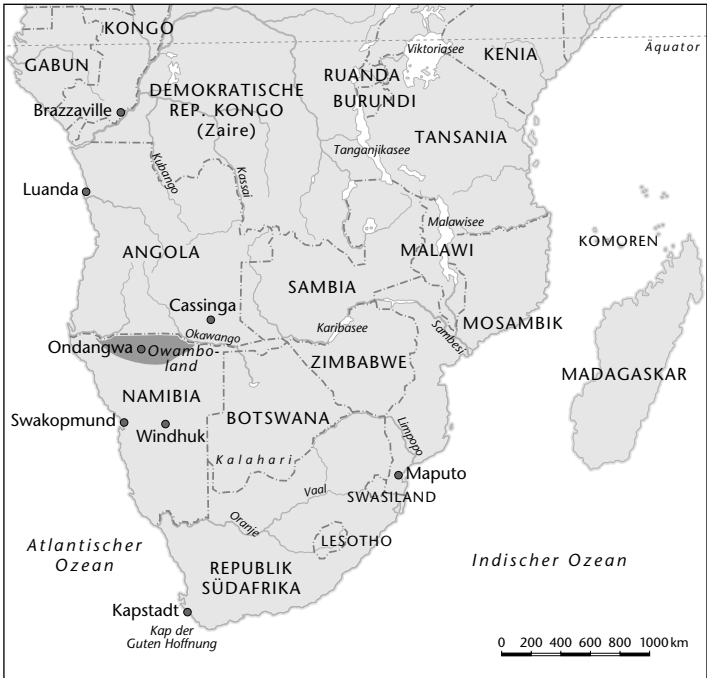 KONGO
Viktoriasee
KENIA
Äquator
GABUN
DEMOKRATISCHE
REP. KONGO
(Zaire)
RUANDA
BURUNDI
Brazzaville
TANSANIA
Tanganjikasee
Kubango
Kassai
Luanda
Malawisee
ANGOLA
MALAWI
KOMOREN
SAMBIA
Cassinga
Karibasee
Sambesi
MOSAMBIK
Okawango
Ondangwa
Owambo-
land
ZIMBABWE
MADAGASKAR
NAMIBIA
BOTSWANA
Swakopmund
Windhuk
Limpopo
Kalahari
Maputo
Vaal
SWASILAND
Oranje
LESOTHO
Atlantischer
Ozean
Indischer Ozean
REPUBLIK
SÜDAFRIKA
Kapstadt
Kap der
Guten Hoffnung
0 200 400 600 800 1000 km